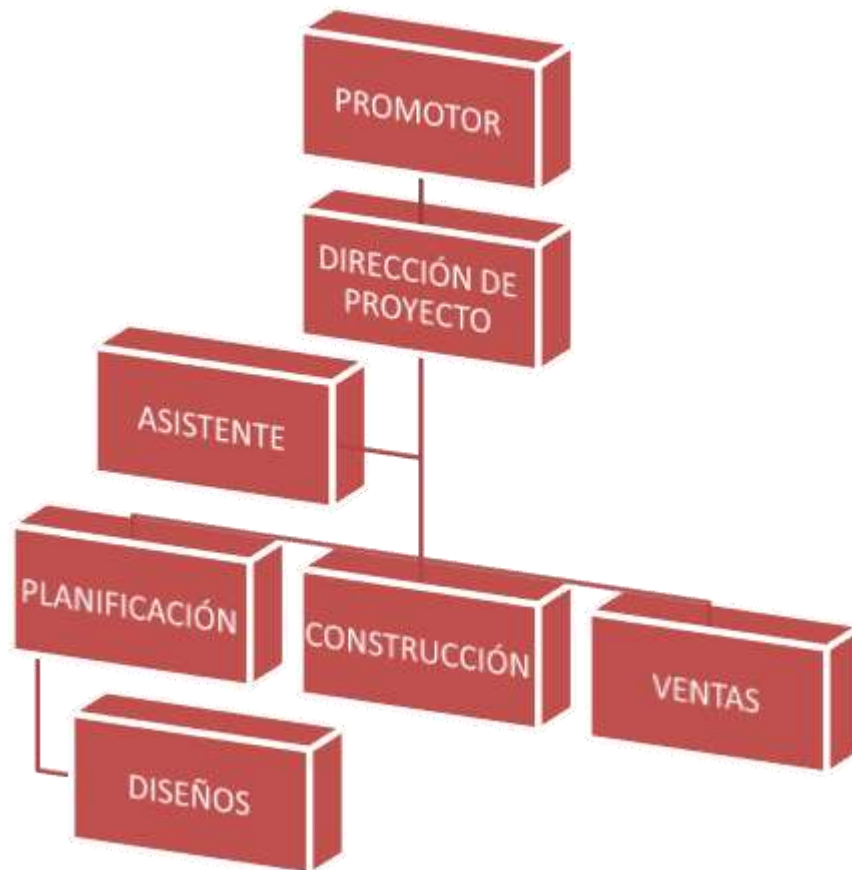 PROMOTOR
DIRECCIÓN DE
PROYECTO
ASISTENTE
PLANIFICACIÓN
CONSTRUCCIÓN
VENTAS
DISEÑOS